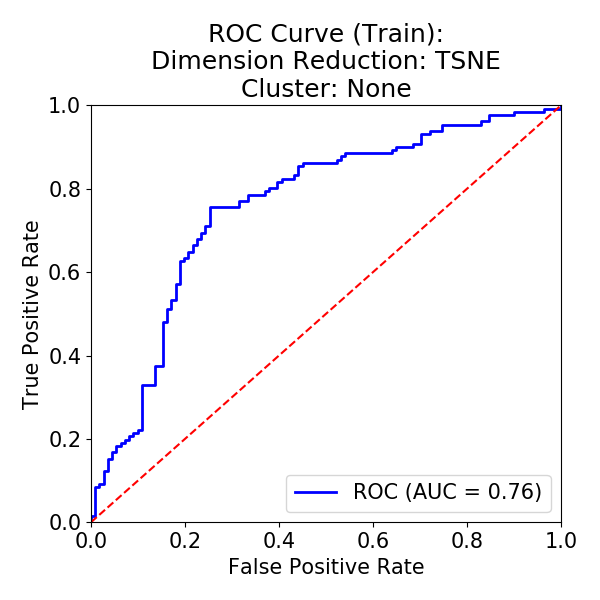 ROC Curve (Train):
Dimension Reduction: TSNE
Cluster: None
1.0
0.8
0.6
0.4
0.2
0.0
True Positive Rate
ROC (AUC = 0.76)
0.0 0.2 0.4 0.6 0.8 1.0
False Positive Rate